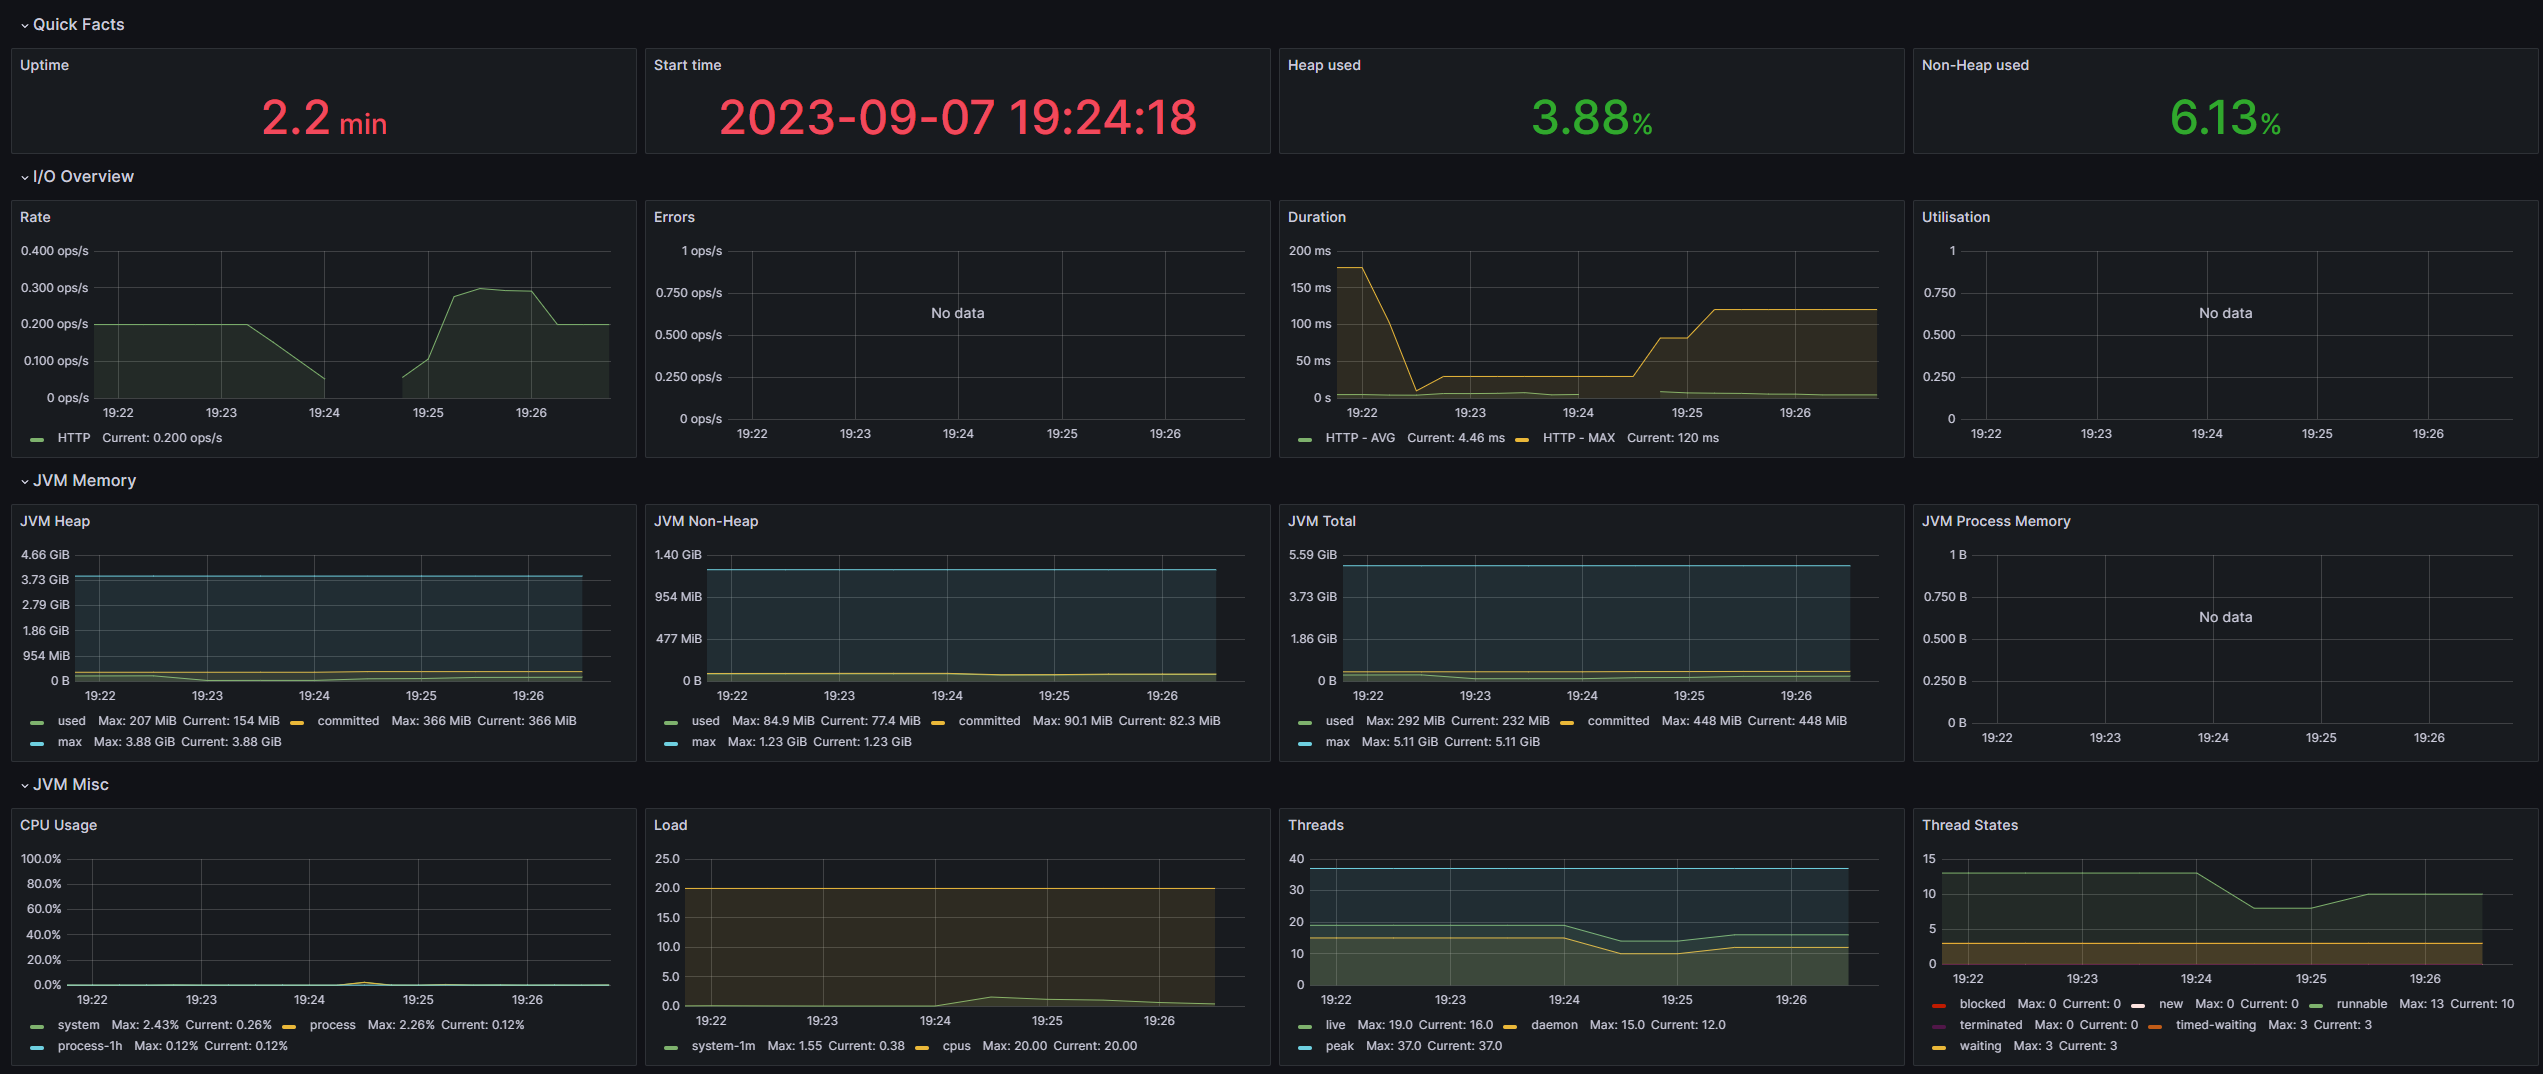 Quick Facts
Uptime
2.2 min
Start time
2023-09-07 19:24:18
Heap used
3.88%
Non-Heap used
6.13%
I/O Overview
Rate
0.400 ops/s
0.300 ops/s
0.200 ops/s
0.100 ops/s
0 ops/s
19:22 19:23 19:24 19:25 19:26
HTTP Current: 0.200 ops/s
Errors
1 ops/s
0.750 ops/s
0.500 ops/s
0.250 ops/s
0 ops/s
No data
19:22 19:23 19:24 19:25 19:26
Duration
200 ms
150 ms
100 ms
50 ms
0 s
19:22 19:23 19:24 19:25 19:26
HTTP - AVG Current: 4.46 ms HTTP - MAX Current: 120 ms
Utilisation
1
0.750
0.500
0.250
0
No data
19:22 19:23 19:24 19:25 19:26
JVM Memory
JVM Heap
4.66 GiB
3.73 GiB
2.79 GiB
1.86 GiB
954 MiB
0 B
19:22 19:23 19:24 19:25 19:26
used Max: 207 MiB Current: 154 MiB committed Max: 366 MiB Current: 366 MiB
max Max: 3.88 GiB Current: 3.88 GiB
JVM Non-Heap
1.40 GiB
954 MiB
477 MiB
0 B
19:22 19:23 19:24 19:25 19:26
used Max: 84.9 MiB Current: 77.4 MiB committed Max: 90.1 MiB Current: 82.3 MiB
max Max: 1.23 GiB Current: 1.23 GiB
JVM Total
5.59 GiB
3.73 GiB
1.86 GiB
0 B
19:22 19:23 19:24 19:25 19:26
used Max: 292 MiB Current: 232 MiB committed Max: 448 MiB Current: 448 MiB
max Max: 5.11 GiB Current: 5.11 GiB
JVM Process Memory
1 B
0.750 B
0.500 B
0.250 B
0 B
No data
19:22 19:23 19:24 19:25 19:26
JVM Misc
CPU Usage
100.0%
80.0%
60.0%
40.0%
20.0%
0.0%
19:22 19:23 19:24 19:25 19:26
system Max: 2.43% Current: 0.26% process Max: 2.26% Current: 0.12%
process-1h Max: 0.12% Current: 0.12%
Load
25.0
20.0
15.0
10.0
5.0
0.0
19:22 19:23 19:24 19:25 19:26
system-1m Max: 1.55 Current: 0.38 cpus Max: 20.00 Current: 20.00
Threads
40
30
20
10
0
19:22 19:23 19:24 19:25 19:26
live Max: 19.0 Current: 16.0 daemon Max: 15.0 Current: 12.0
peak Max: 37.0 Current: 37.0
Thread States
15
10
5
0
19:22 19:23 19:24 19:25 19:26
blocked Max: 0 Current: 0 new Max: 0 Current: 0 runnable Max: 13 Current: 10
terminated Max: 0 Current: 0 timed-waiting Max: 3 Current: 3
waiting Max: 3 Current: 3